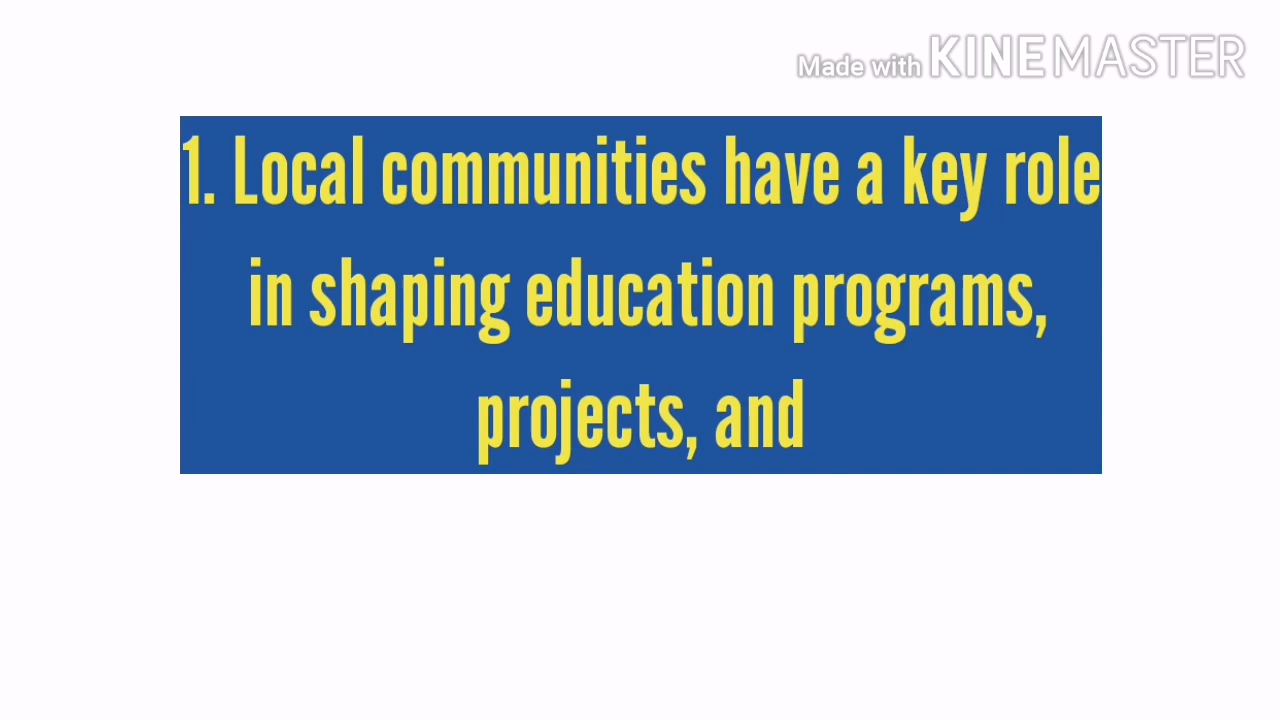 Made with KINEMASTER
1. Local communities have a key role
in shaping education programs,
projects, and